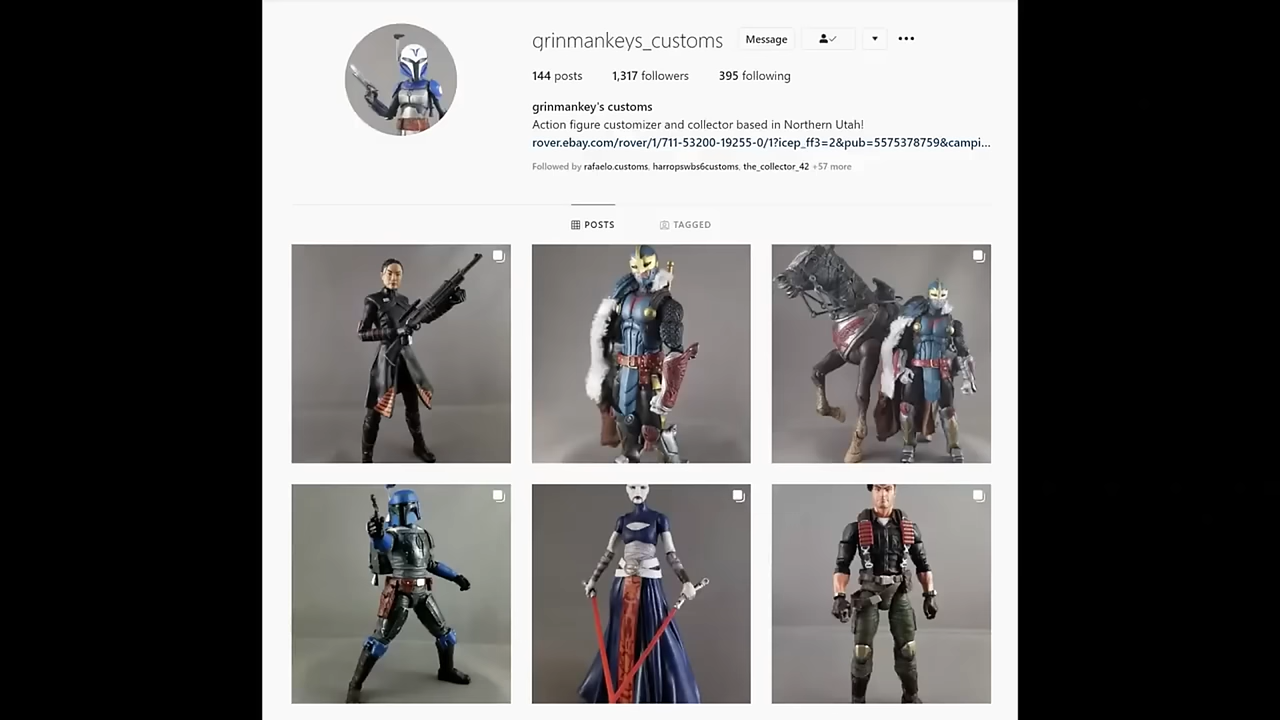 grinmankeys_customs Message
144 posts 1,317 followers 395 following
grinmankey's customs
Action figure customizer and collector based in Northern Utah!
rover.ebay.com/rover/1/711-53200-19255-0/1?icep_ff3=2&pub=5575378759&campi...
Followed by rafaelo.customs, harropswbs6customs, the_collector_42 +57 more
POSTS TAGGED